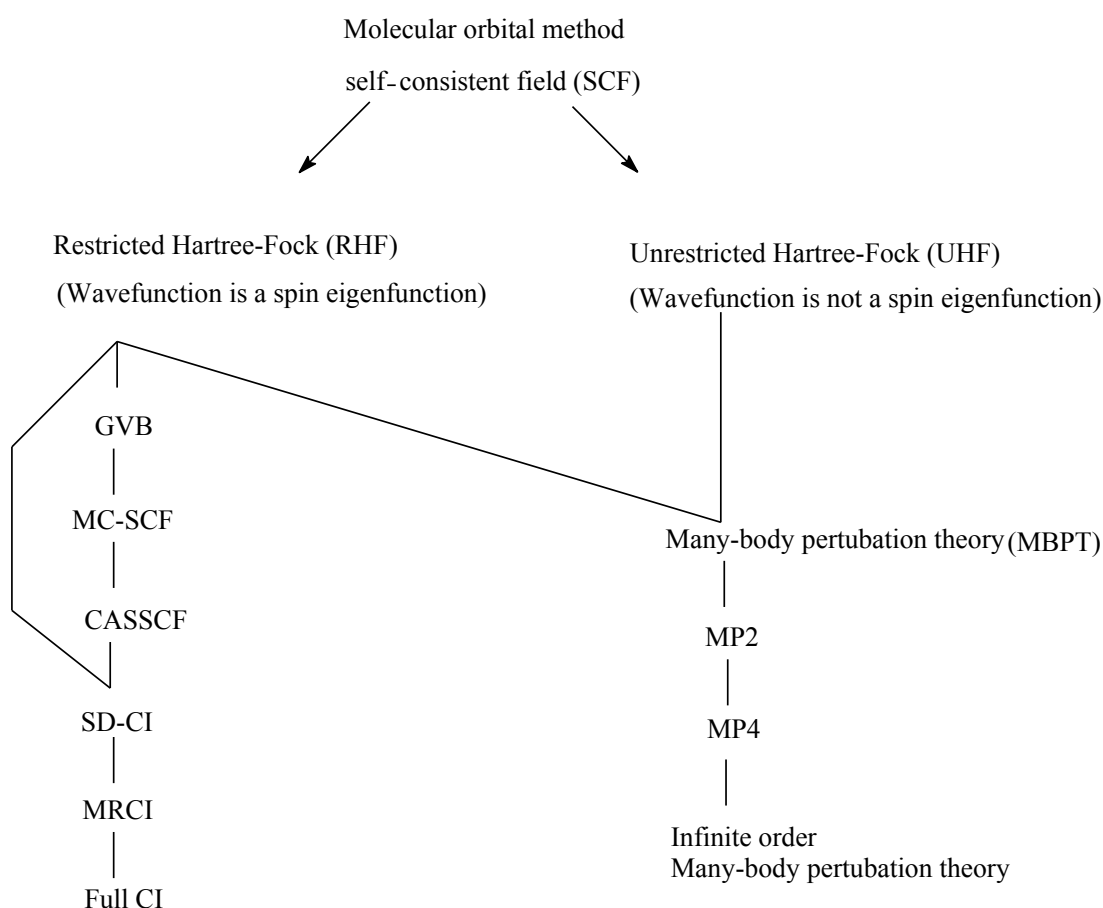 Molecular orbital method
self-consistent field (SCF)
Restricted Hartree-Fock (RHF)
(Wavefunction is a spin eigenfunction)
Unrestricted Hartree-Fock (UHF)
(Wavefunction is not a spin eigenfunction)
GVB
MC-SCF
CASSCF
SD-CI
MRCI
Full CI
Many-body pertubation theory (MBPT)
MP2
MP4
Infinite order
Many-body pertubation theory